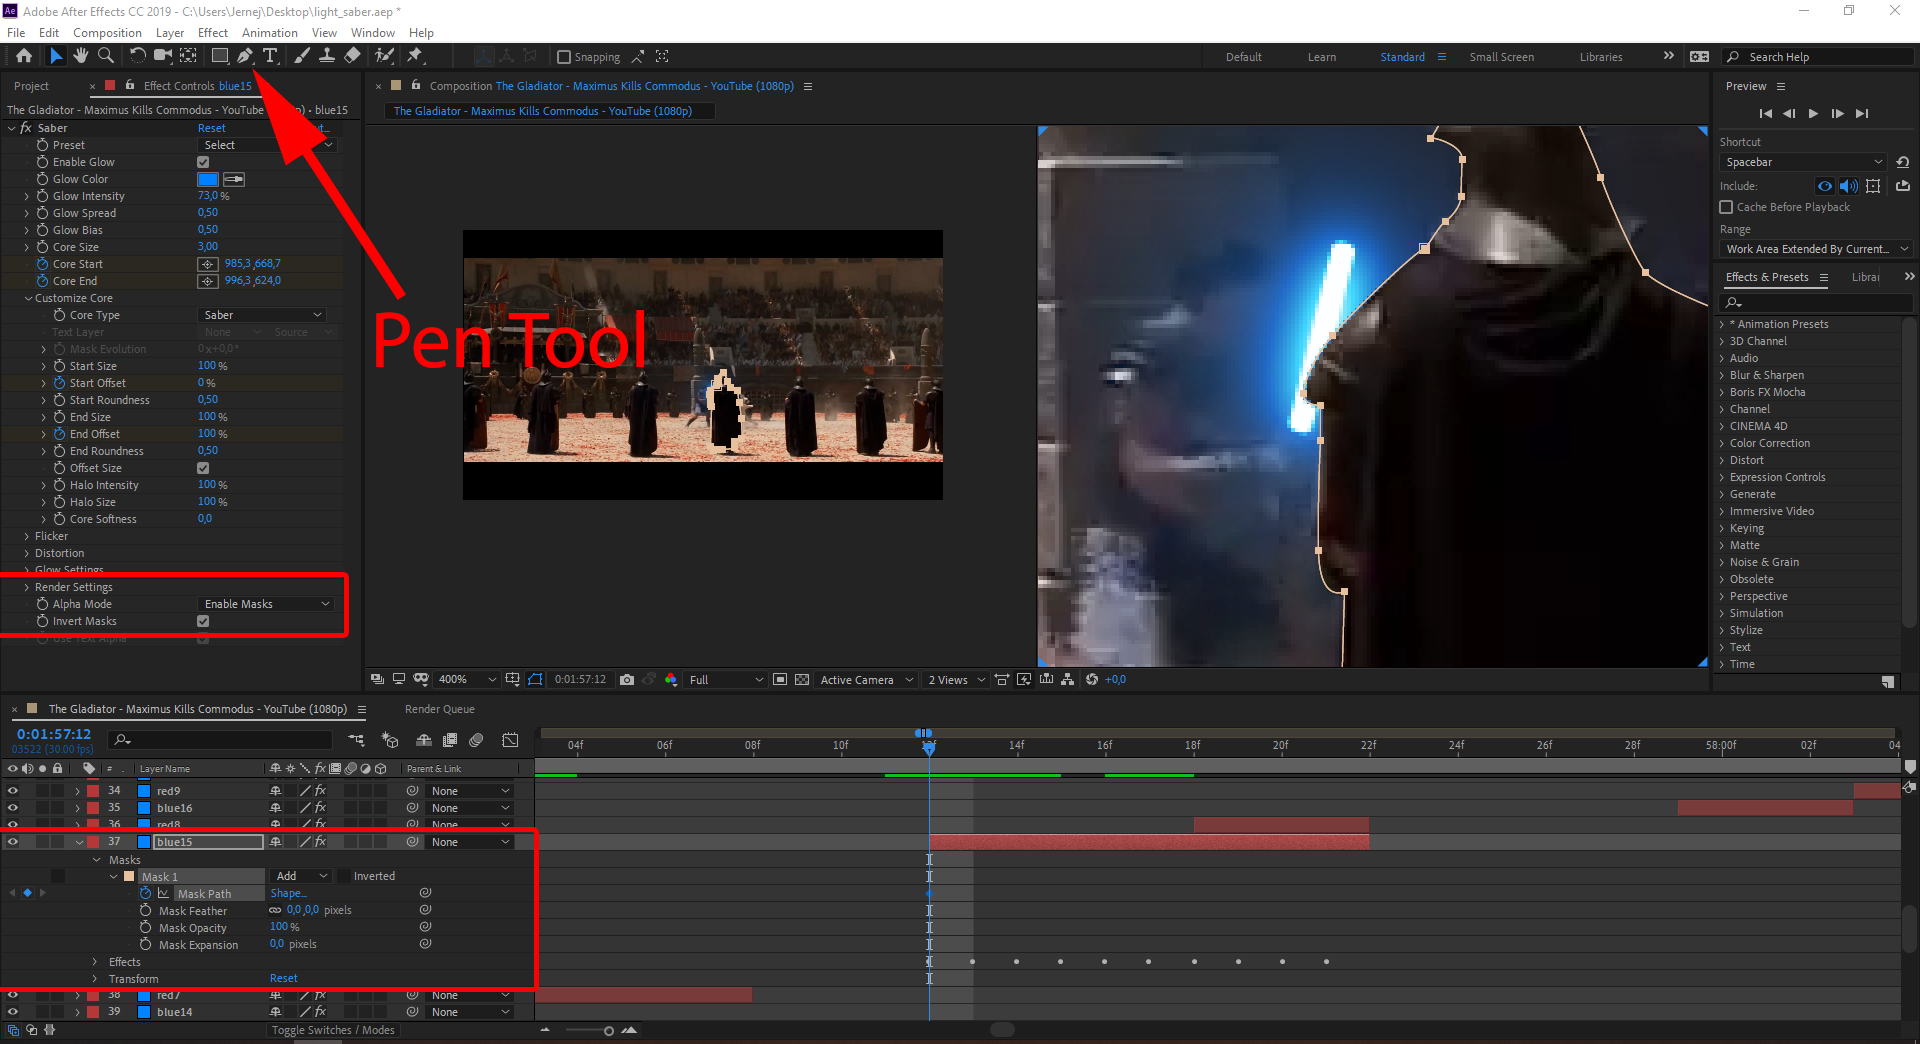 Adobe After Effects CC 2019 - C:\Users\Jernej\Desktop\light_saber.aep *
File Edit Composition Layer Effect Animation View Window Help
Snapping
Default Learn Standard Small Screen Libraries
Search Help
Project
Effect Controls blue15
The Gladiator - Maximus Kills Commodus - YouTube (1080p) • blue15
fx Saber Reset
Preset Select
Enable Glow
Glow Color
Glow Intensity 73,0 %
Glow Spread 0,50
Glow Bias 0,50
Core Size 3,00
Core Start 985,3 ,668,7
Core End 996,3 ,624,0
Customize Core
Core Type Saber
Text Layer None Source
Mask Evolution 0x+0,0°
Start Size 100 %
Start Offset 0 %
Start Roundness 0,50
End Size 100 %
End Offset 100 %
End Roundness 0,50
Offset Size
Halo Intensity 100 %
Halo Size 100 %
Core Softness 0,0
Flicker
Distortion
Glow Settings
Render Settings
Alpha Mode Enable Masks
Invert Masks
Use Text Alpha
Composition The Gladiator - Maximus Kills Commodus - YouTube (1080p)
The Gladiator - Maximus Kills Commodus - YouTube (1080p)
Pen Tool
400% 0:01:57:12 Full Active Camera 2 Views +0,0
Preview
Shortcut
Spacebar
Include:
Cache Before Playback
Range
Work Area Extended By Current...
Effects & Presets Librar
* Animation Presets
3D Channel
Audio
Blur & Sharpen
Boris FX Mocha
Channel
CINEMA 4D
Color Correction
Distort
Expression Controls
Generate
Immersive Video
Keying
Matte
Noise & Grain
Obsolete
Perspective
Simulation
Stylize
Text
Time
The Gladiator - Maximus Kills Commodus - YouTube (1080p) Render Queue
0:01:57:12
03522 (30.00 fps)
04f 06f 08f 10f 12f 14f 16f 18f 20f 22f 24f 26f 28f 58:00f 02f 04
# Layer Name fx Parent & Link
34 red9 fx None
35 blue16 fx None
36 red8
37 blue15 fx None
Masks
Mask 1 Add Inverted
Mask Path Shape...
Mask Feather 0,0 ,0,0 pixels
Mask Opacity 100 %
Mask Expansion 0,0 pixels
Effects
Transform Reset
38 red7 fx None
39 blue14 fx None
Toggle Switches / Modes